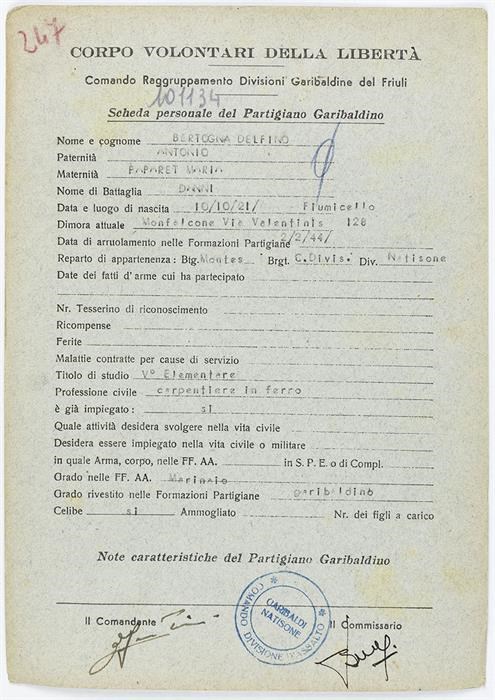 247
CORPO VOLONTARI DELLA LIBERTÀ
Comando Raggruppamento Divisioni Garibaldine del Friuli
101134
Scheda personale del Partigiano Garibaldino
Nome e cognome BERTOGNA DELFINO
Paternità ANTONIO
Maternità PAPARET MARIA
Nome di Battaglia DANNI
Data e luogo di nascita 10/10/21/ Fiumicello
Dimora attuale Monfalcone Via Valentinis 128
Data di arruolamento nelle Formazioni Partigiane 2/2/44/
Reparto di appartenenza: Btg. Montes Brgt. C.Divis. Div. Natisone
Date dei fatti d'arme cui ha partecipato
Nr. Tesserino di riconoscimento
Ricompense
Ferite
Malattie contratte per cause di servizio
Titolo di studio V° Elementare
Professione civile carpentiere in ferro
è già impiegato: si
Quale attività desidera svolgere nella vita civile
Desidera essere impiegato nella vita civile o militare
in quale Arma, corpo, nelle FF. AA. in S. P. E. o di Compl.
Grado nelle FF. AA. Marinaio
Grado rivestito nelle Formazioni Partigiane garibaldino
Celibe si Ammogliato Nr. dei figli a carico
Note caratteristiche del Partigiano Garibaldino
Il Comandante
Il Commissario
COMANDO DIVISIONE D'ASSALTO
GARIBALDI
NATISONE